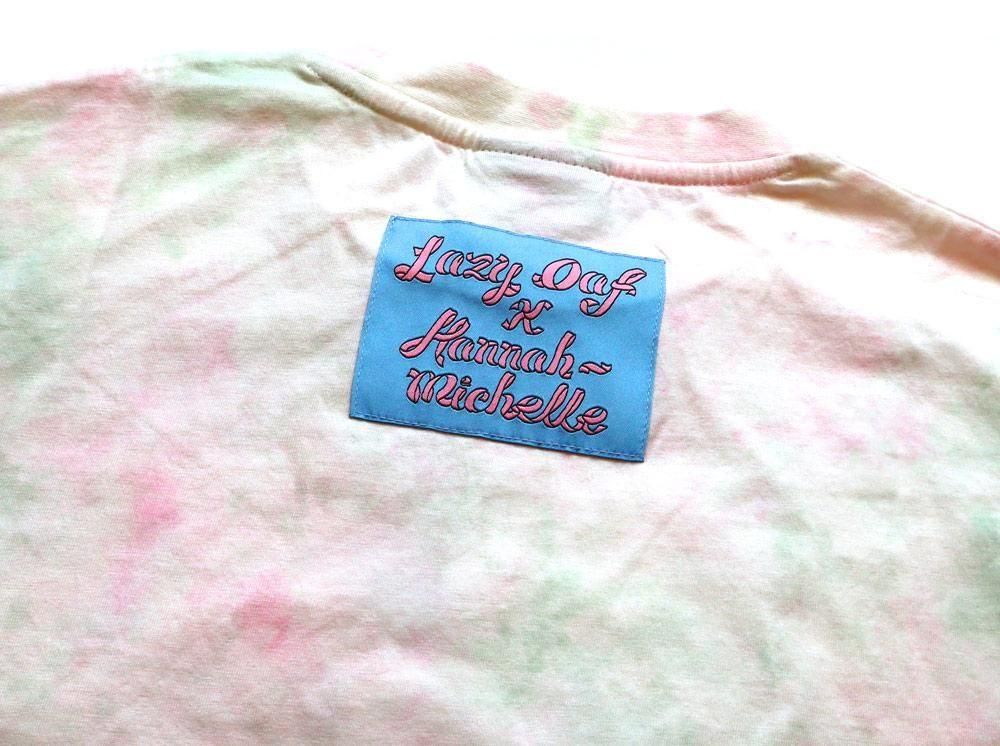 Lazy Oaf
X
Hannah-
Michelle